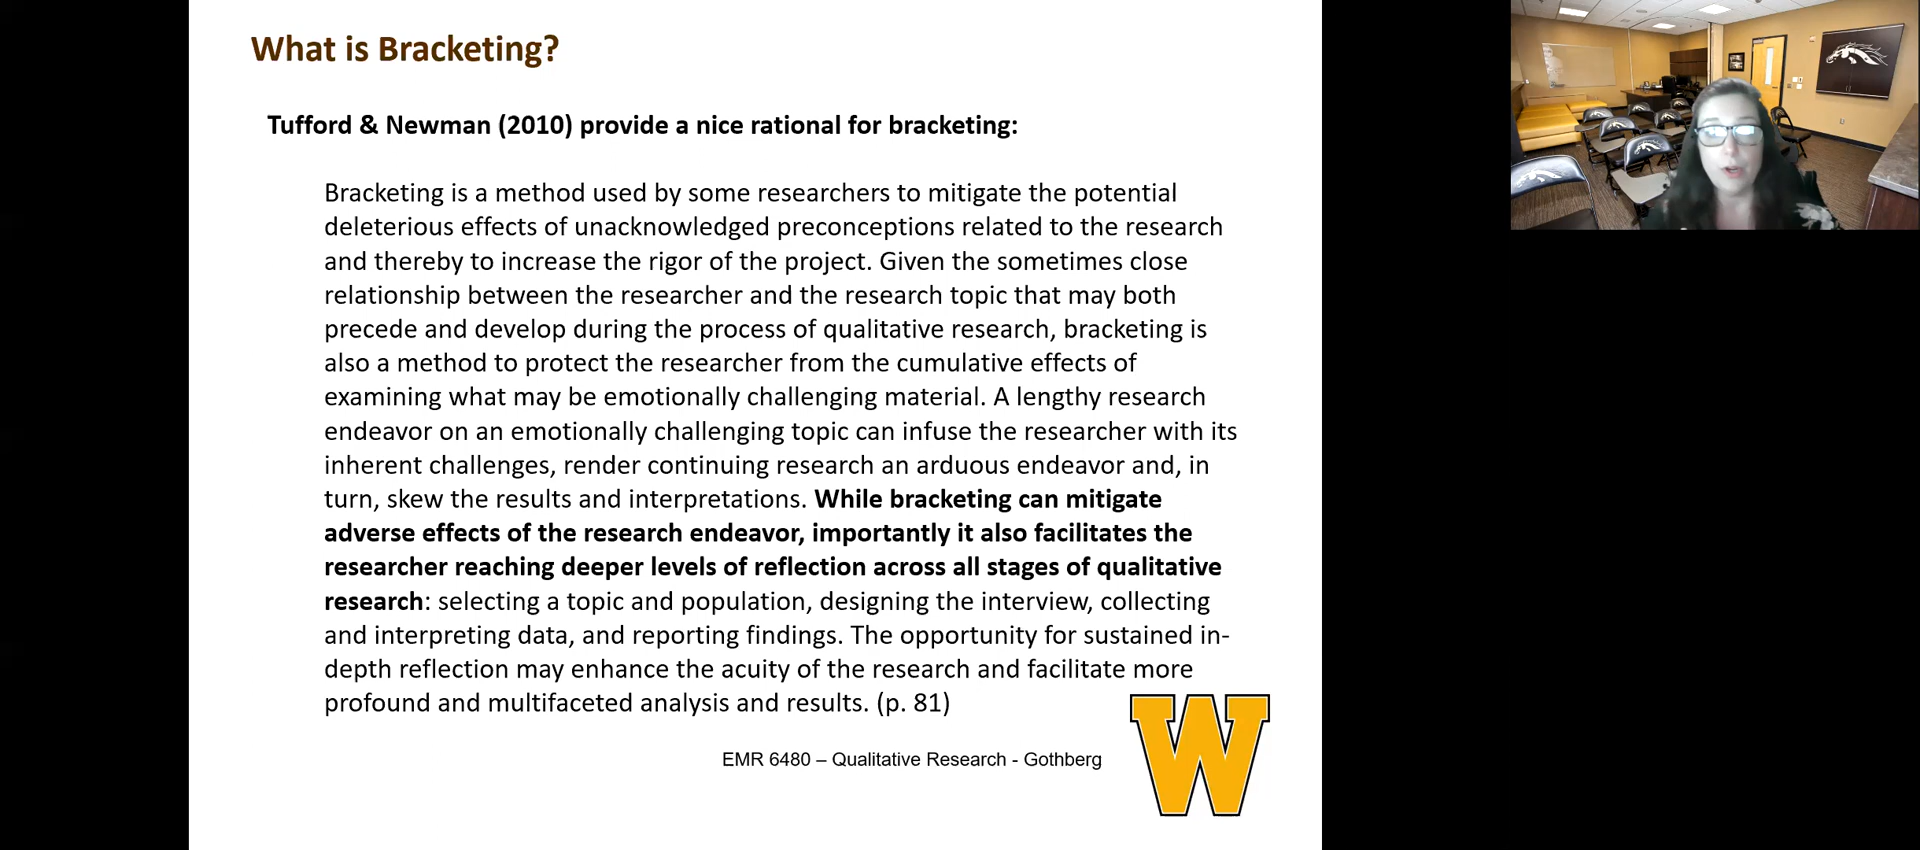 What is Bracketing?
Tufford & Newman (2010) provide a nice rational for bracketing:
Bracketing is a method used by some researchers to mitigate the potential
deleterious effects of unacknowledged preconceptions related to the research
and thereby to increase the rigor of the project. Given the sometimes close
relationship between the researcher and the research topic that may both
precede and develop during the process of qualitative research, bracketing is
also a method to protect the researcher from the cumulative effects of
examining what may be emotionally challenging material. A lengthy research
endeavor on an emotionally challenging topic can infuse the researcher with its
inherent challenges, render continuing research an arduous endeavor and, in
turn, skew the results and interpretations. While bracketing can mitigate
adverse effects of the research endeavor, importantly it also facilitates the
researcher reaching deeper levels of reflection across all stages of qualitative
research: selecting a topic and population, designing the interview, collecting
and interpreting data, and reporting findings. The opportunity for sustained in-
depth reflection may enhance the acuity of the research and facilitate more
profound and multifaceted analysis and results. (p. 81)
EMR 6480 – Qualitative Research - Gothberg
W